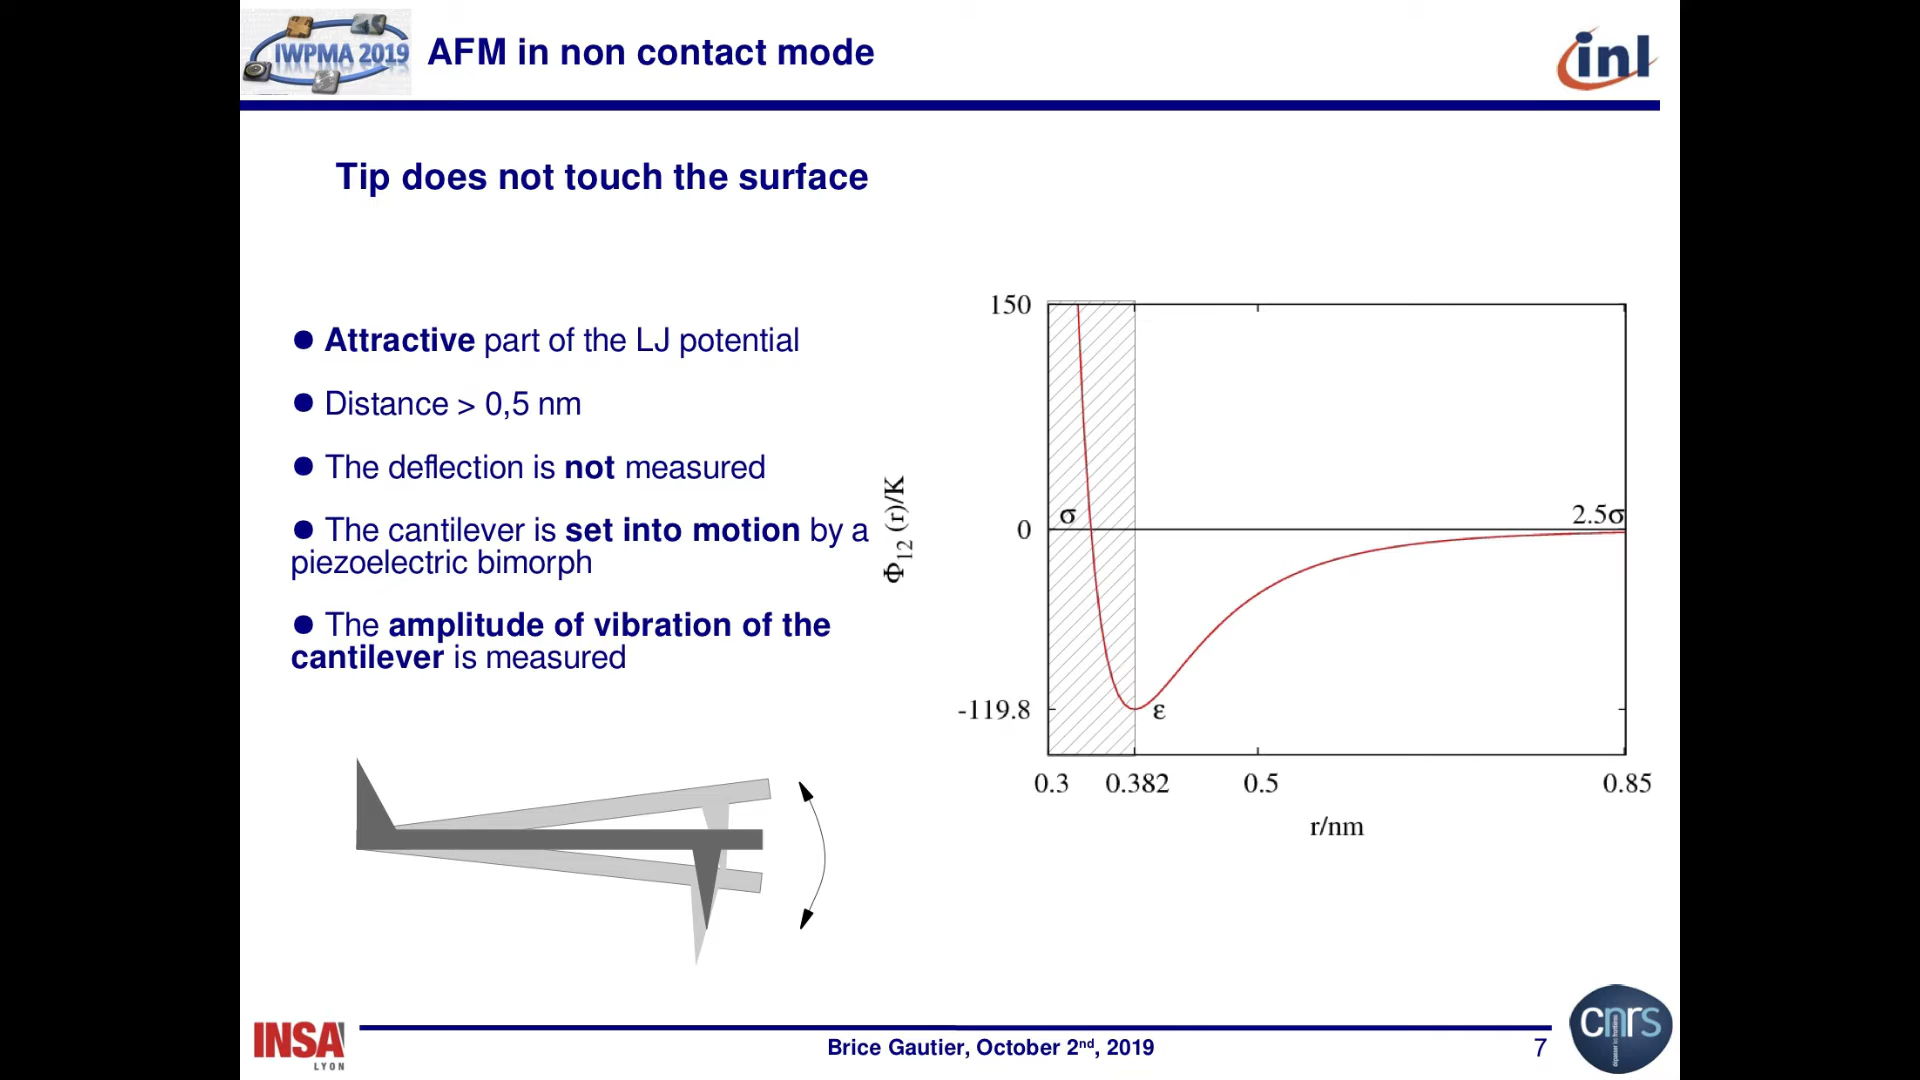 IWPMA 2019
AFM in non contact mode
inl
Tip does not touch the surface
● Attractive part of the LJ potential
● Distance > 0,5 nm
● The deflection is not measured
● The cantilever is set into motion by a
piezoelectric bimorph
● The amplitude of vibration of the
cantilever is measured
150
0
-119.8
Φ12 (r)/K
σ
2.5σ
ε
0.3 0.382 0.5 0.85
r/nm
INSA
LYON
Brice Gautier, October 2nd, 2019
7
cnrs